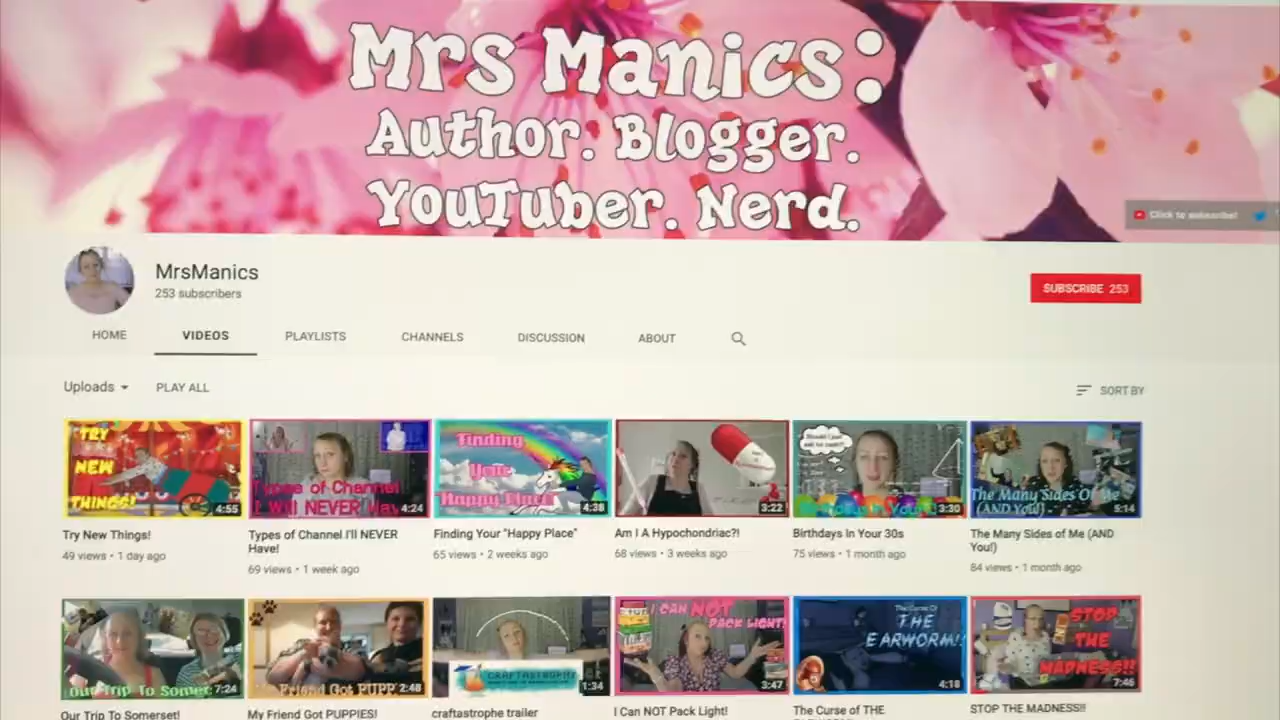 Mrs Manics:
Author. Blogger.
YouTuber. Nerd.
Click to subscribe!
MrsManics
253 subscribers
SUBSCRIBE 253
HOME VIDEOS PLAYLISTS CHANNELS DISCUSSION ABOUT
Uploads PLAY ALL SORT BY
TRY
NEW
THINGS!
4:55
Types of Channel
I WILL NEVER Hav
4:24
Finding
Your
Happy Place
4:38
3:22
Should I just
3:30
The Many Sides Of Me
(AND YOU!)
5:14
Try New Things!
49 views • 1 day ago
Types of Channel I'll NEVER
Have!
69 views • 1 week ago
Finding Your "Happy Place"
65 views • 2 weeks ago
Am I A Hypochondriac?!
68 views • 3 weeks ago
Birthdays In Your 30s
75 views • 1 month ago
The Many Sides of Me (AND
You!)
84 views • 1 month ago
Our Trip To Somer
7:24
My Friend Got PUPP
2:48
CRAFTASTROPHE
1:34
I CAN NOT
PACK LIGHT!
3:47
The Curse Of
THE
EARWORM!
4:18
STOP
THE
MADNESS!!
7:46
Our Trip To Somerset!
My Friend Got PUPPIES!
craftastrophe trailer
I Can NOT Pack Light!
The Curse of THE
STOP THE MADNESS!!